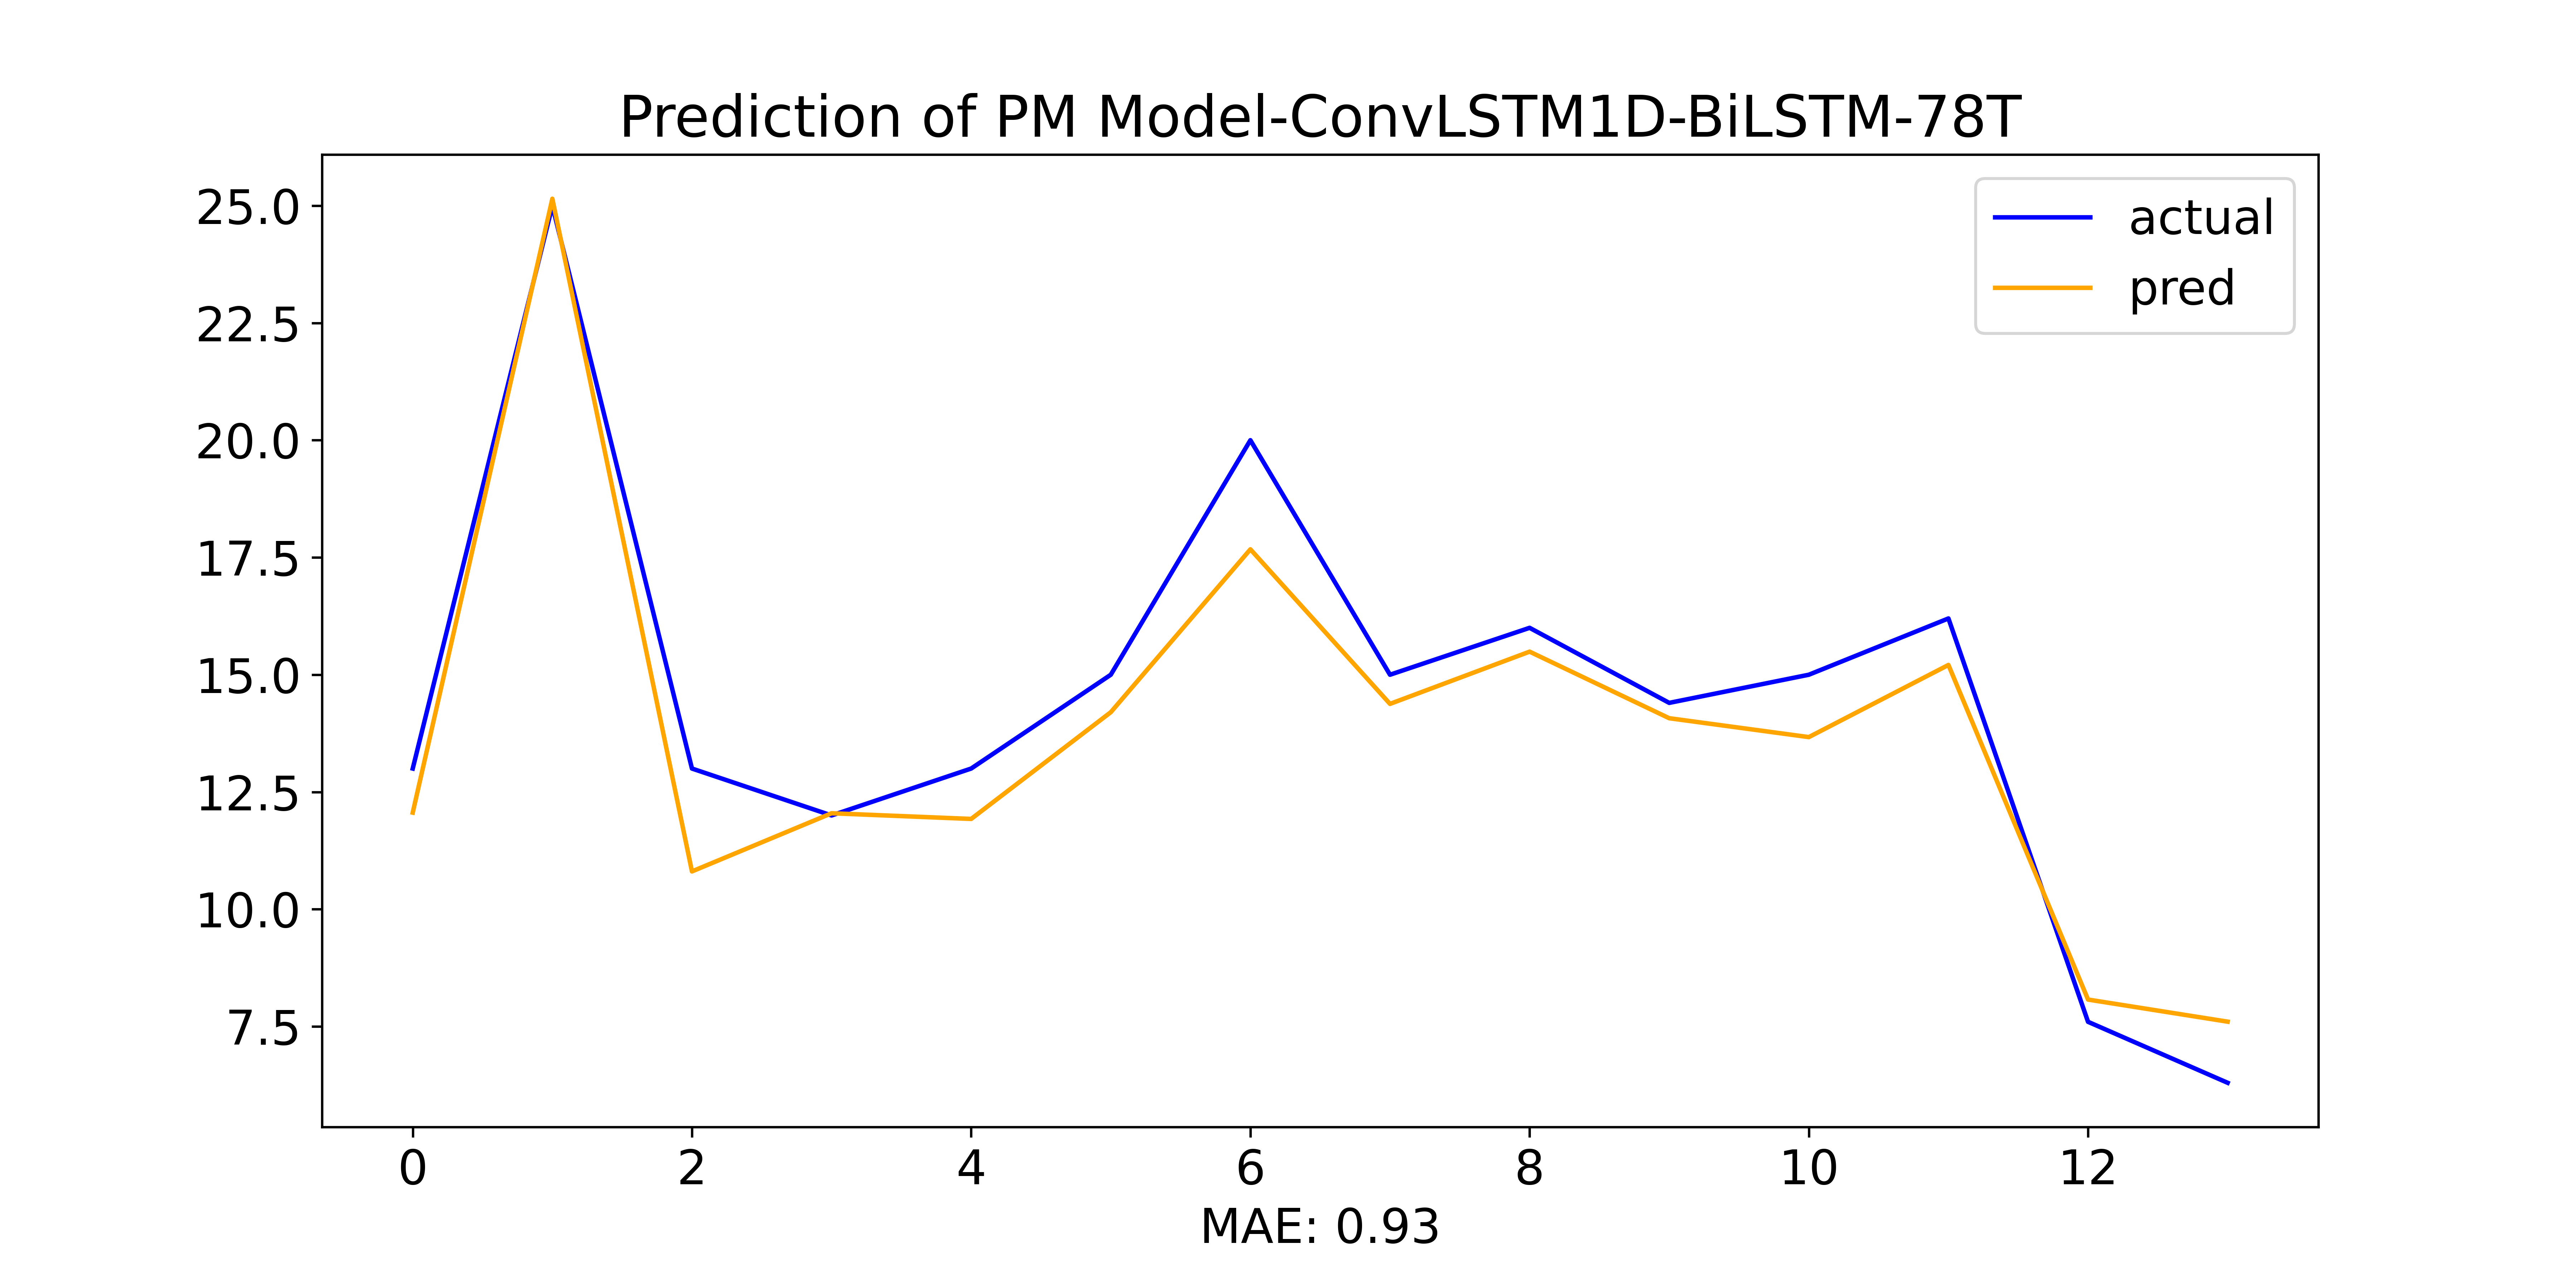 Prediction of PM Model-ConvLSTM1D-BiLSTM-78T
actual
pred
25.0
22.5
20.0
17.5
15.0
12.5
10.0
7.5
0 2 4 6 8 10 12
MAE: 0.93